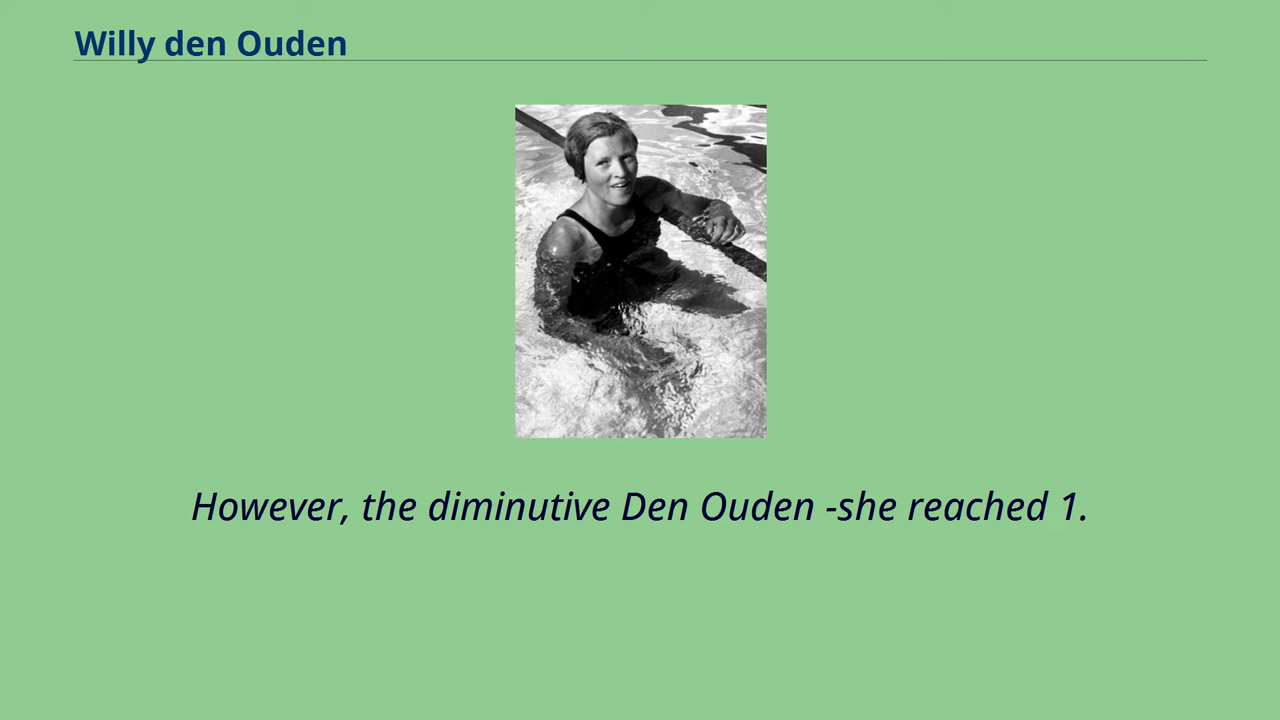 Willy den Ouden
However, the diminutive Den Ouden -she reached 1.